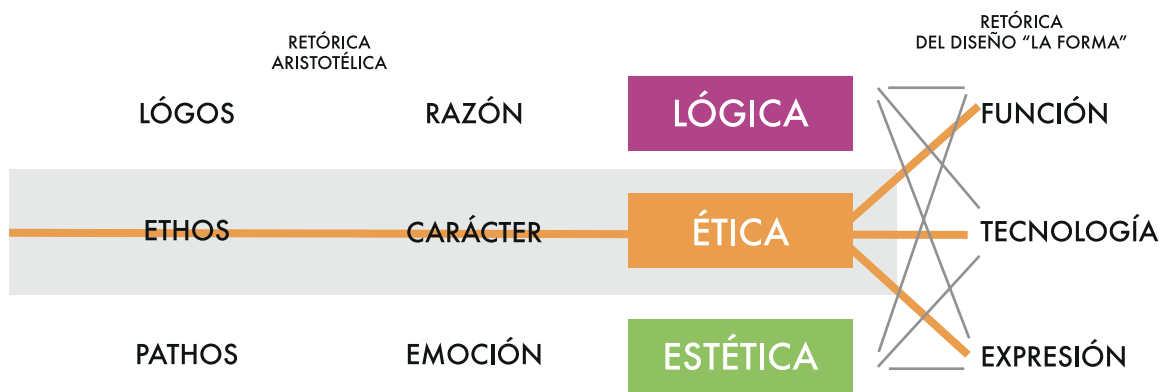 RETÓRICA
ARISTOTÉLICA
RETÓRICA
DEL DISEÑO “LA FORMA”
LÓGOS RAZÓN LÓGICA FUNCIÓN
ETHOS CARÁCTER ÉTICA TECNOLOGÍA
PATHOS EMOCIÓN ESTÉTICA EXPRESIÓN